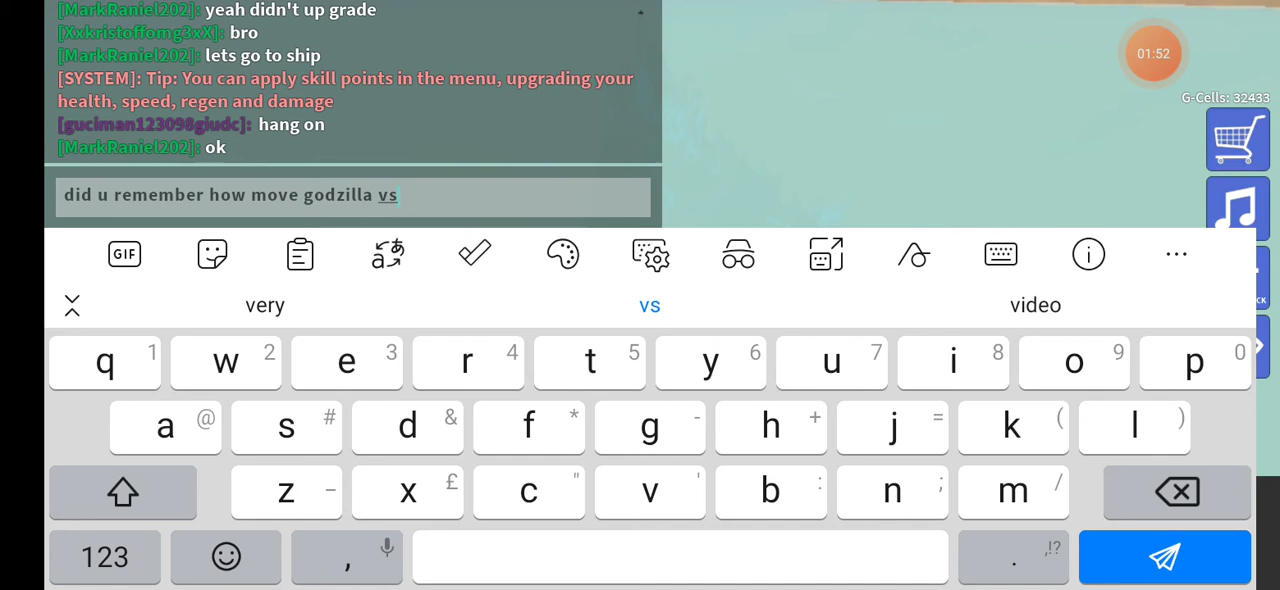 [MarkRaniel202]: yeah didn't up grade
[Xxkristoffomg3xX]: bro
[MarkRaniel202]: lets go to ship
[SYSTEM]: Tip: You can apply skill points in the menu, upgrading your
health, speed, regen and damage
[guciman123098giudc]: hang on
[MarkRaniel202]: ok
did u remember how move godzilla vs
01:52
G-Cells: 32433
CK
GIF
very vs video
q 1 w 2 e 3 r 4 t 5 y 6 u 7 i 8 o 9 p 0
a @ s # d & f * g - h + j = k ( l )
z _ x £ c " v ' b : n ; m /
123 , . ,!?